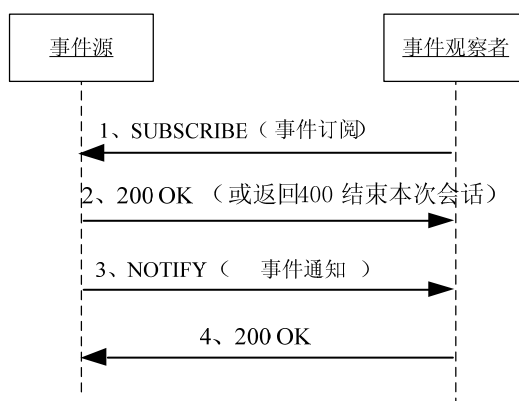 事件源
事件观察者
1、SUBSCRIBE（事件订阅）
2、200 OK （或返回400 结束本次会话）
3、NOTIFY（ 事件通知 ）
4、200 OK